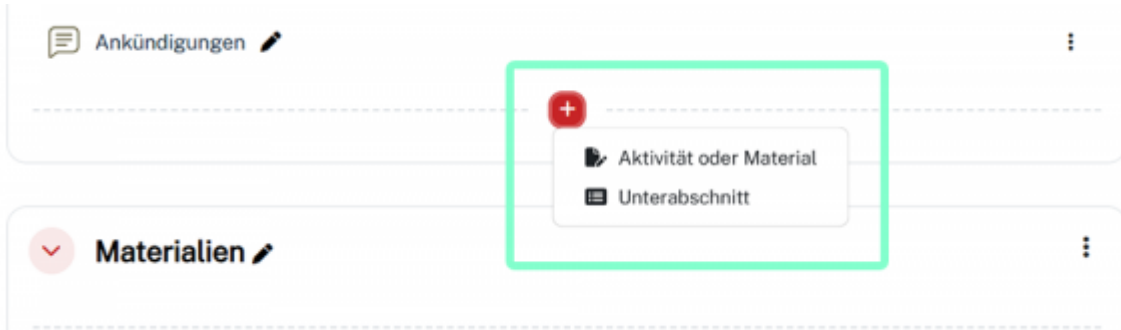 Ankündigungen
Aktivität oder Material
Unterabschnitt
Materialien